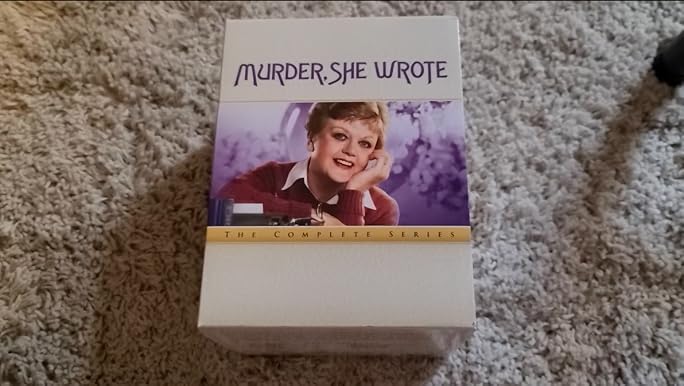 MURDER, SHE WROTE
THE COMPLETE SERIES